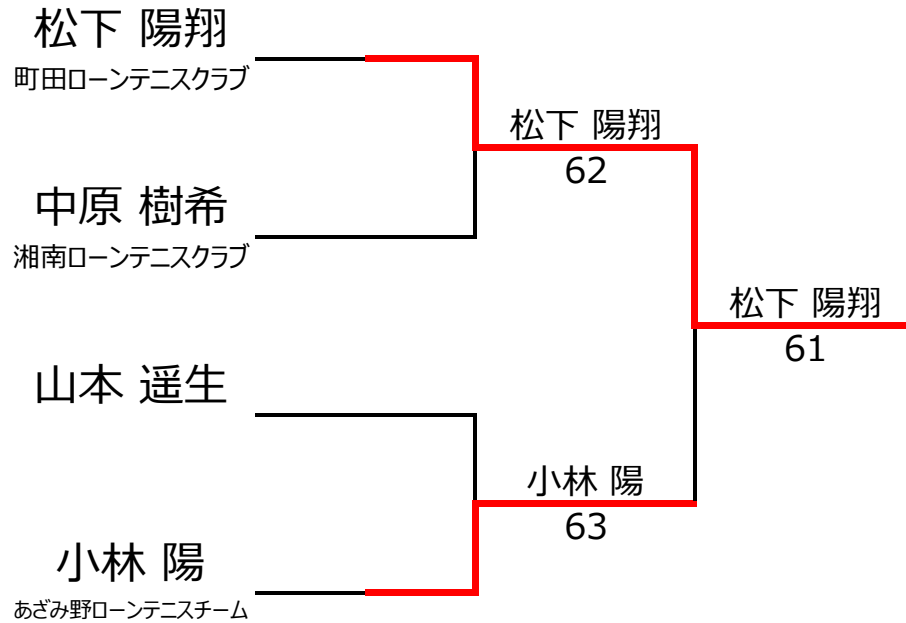 松下 陽翔
町田ローンテニスクラブ
松下 陽翔
62
中原 樹希
湘南ローンテニスクラブ
松下 陽翔
61
山本 遥生
小林 陽
63
小林 陽
あざみ野ローンテニスチーム